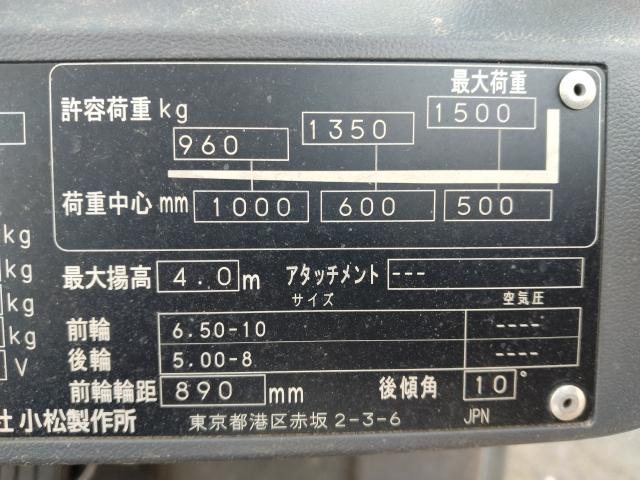 最大荷重
許容荷重 kg 960 1350 1500
荷重中心 mm 1000 600 500
kg
kg
kg
kg
V
最大揚高 4.0 m アタッチメント ---
サイズ 空気圧
前輪 6.50-10 ----
後輪 5.00-8 ----
前輪輪距 890 mm 後傾角 10°
社 小松製作所 東京都港区赤坂2-3-6 JPN